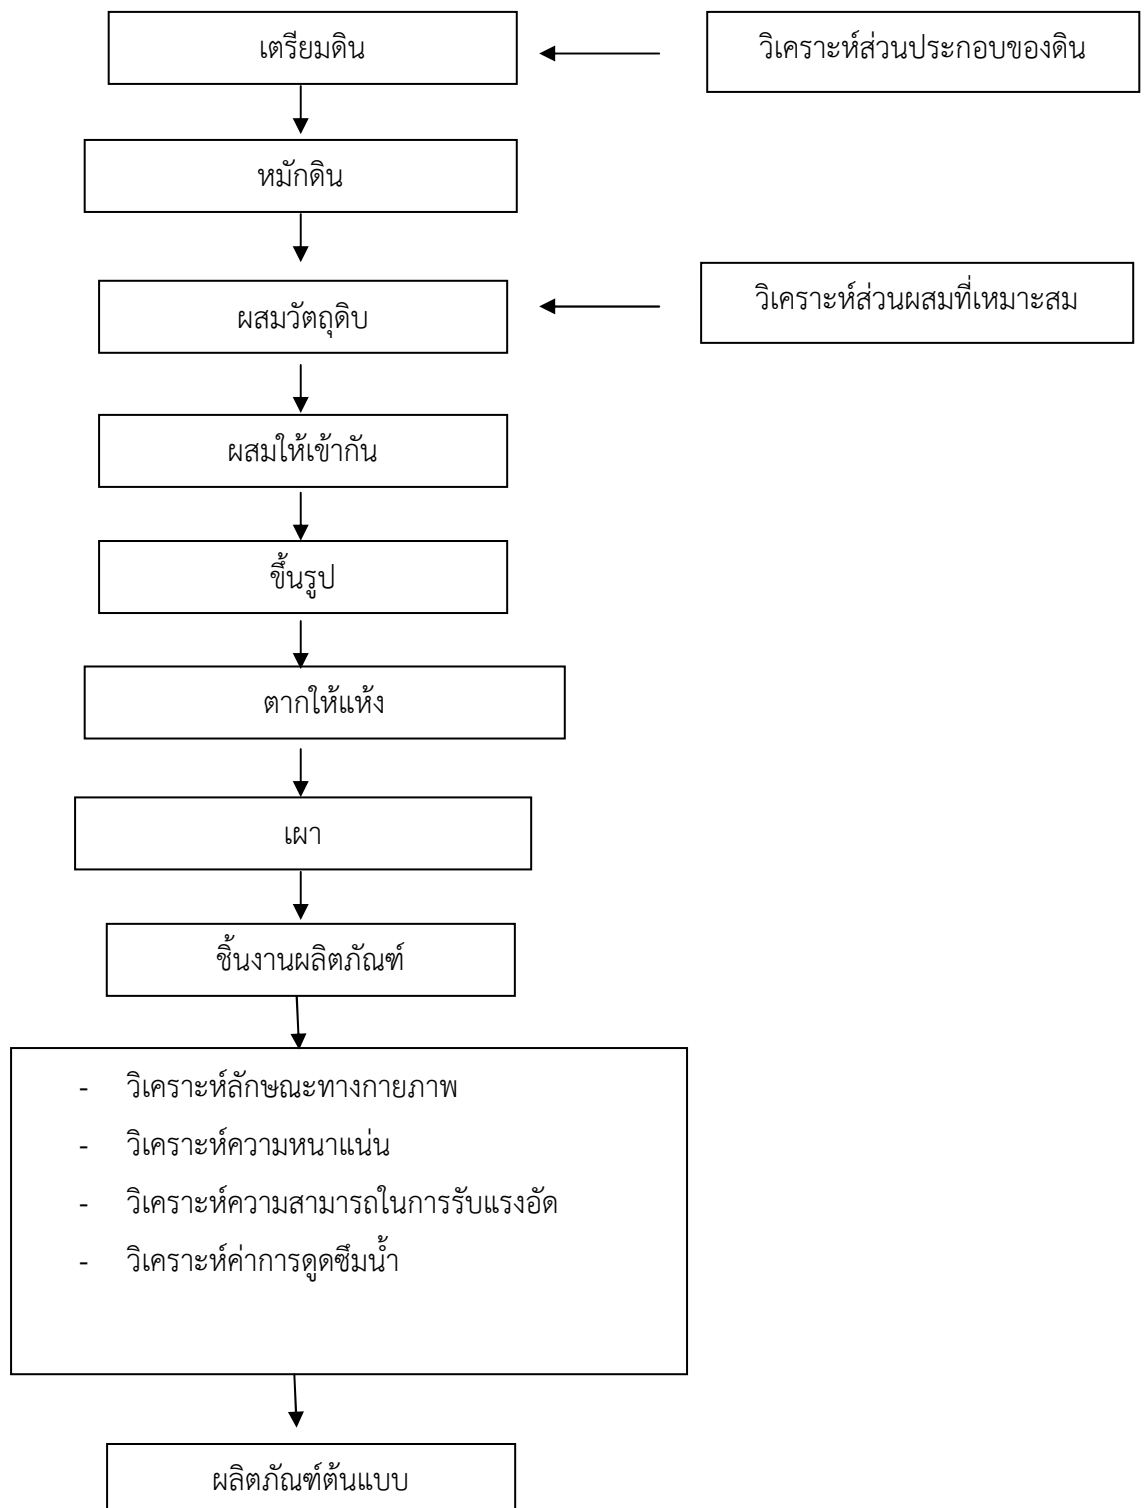 เตรียมดิน
วิเคราะห์ส่วนประกอบของดิน
หมักดิน
ผสมวัตถุดิบ
วิเคราะห์ส่วนผสมที่เหมาะสม
ผสมให้เข้ากัน
ขึ้นรูป
ตากให้แห้ง
เผา
ชิ้นงานผลิตภัณฑ์
- วิเคราะห์ลักษณะทางกายภาพ
- วิเคราะห์ความหนาแน่น
- วิเคราะห์ความสามารถในการรับแรงอัด
- วิเคราะห์ค่าการดูดซึมน้ำ
ผลิตภัณฑ์ต้นแบบ